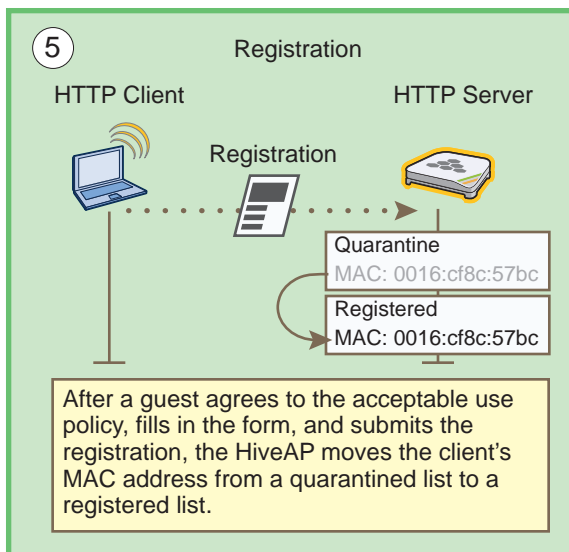 5
Registration
HTTP Client
HTTP Server
Registration
Quarantine
MAC: 0016:cf8c:57bc
Registered
MAC: 0016:cf8c:57bc
After a guest agrees to the acceptable use
policy, fills in the form, and submits the
registration, the HiveAP moves the client’s
MAC address from a quarantined list to a
registered list.